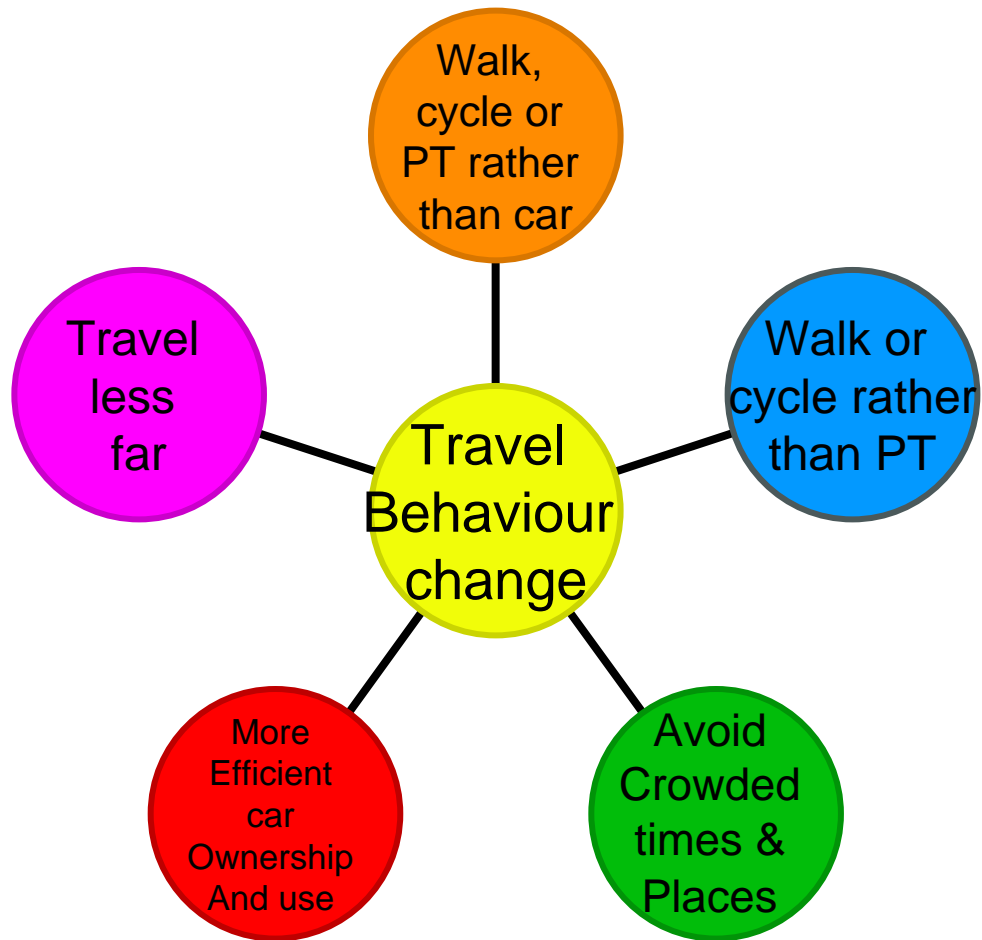 Walk,
cycle or
PT rather
than car
Travel
less
far
Walk or
cycle rather
than PT
Travel
Behaviour
change
More
Efficient
car
Ownership
And use
Avoid
Crowded
times &
Places